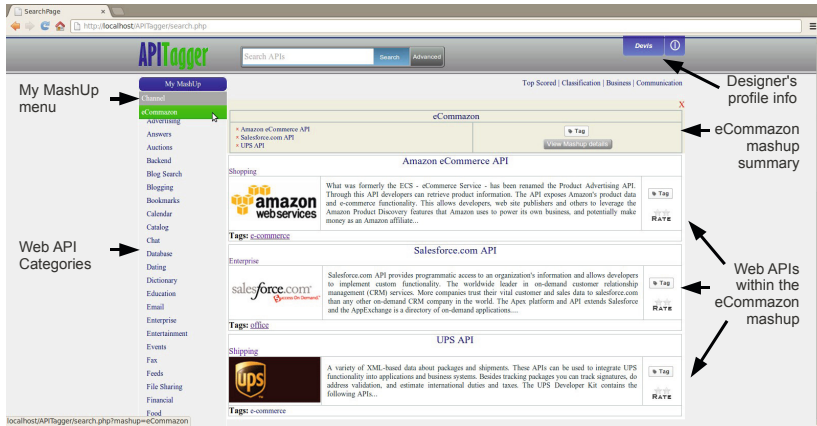 SearchPage
http://localhost/APITagger/search.php
APITagger
Search APIs
Search
Advanced
Devis
My MashUp
Top Scored | Classification | Business | Communication
Channel
eCommazon
Advertising
Answers
Auctions
Backend
Blog Search
Blogging
Bookmarks
Calendar
Catalog
Chat
Database
Dating
Dictionary
Education
Email
Enterprise
Entertainment
Events
Fax
Feeds
File Sharing
Financial
Food
localhost/APITagger/search.php?mashup=eCommazon
X
eCommazon
Amazon eCommerce API
Salesforce.com API
UPS API
Tag
View Mashup details
Amazon eCommerce API
Shopping
amazon
webservices
What was formerly the ECS - eCommerce Service - has been renamed the Product Advertising API.
Through this API developers can retrieve product information. The API exposes Amazon's product data
and e-commerce functionality. This allows developers, web site publishers and others to leverage the
Amazon Product Discovery features that Amazon uses to power its own business, and potentially make
money as an Amazon affiliate...
Tag
RATE
Tags: e-commerce
Salesforce.com API
Enterprise
salesforce.com
Success On Demand.
Salesforce.com API provides programmatic access to an organization's information and allows developers
to implement custom functionality. The worldwide leader in on-demand customer relationship
management (CRM) services. More companies trust their vital customer and sales data to salesforce.com
than any other on-demand CRM company in the world. The Apex platform and API extends Salesforce
and the AppExchange is a directory of on-demand applications....
Tag
RATE
Tags: office
UPS API
Shipping
ups
A variety of XML-based data about packages and shipments. These APIs can be used to integrate UPS
functionality into applications and business systems. Besides tracking packages you can track signatures, do
address validation, and estimate international duties and taxes. The UPS Developer Kit contains the
following APIs...
Tag
RATE
Tags: e-commerce
My MashUp
menu
Web API
Categories
Designer's
profile info
eCommazon
mashup
summary
Web APIs
within the
eCommazon
mashup